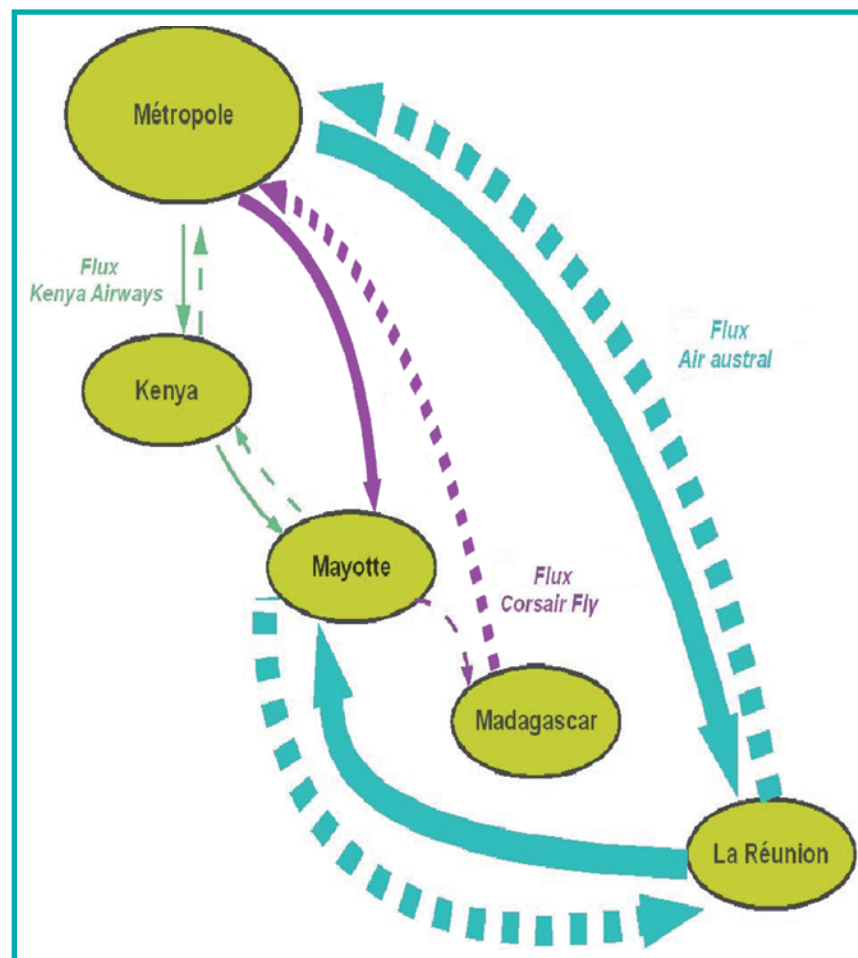 Métropole
Flux
Kenya Airways
Flux
Air austral
Kenya
Mayotte
Flux
Corsair Fly
Madagascar
La Réunion